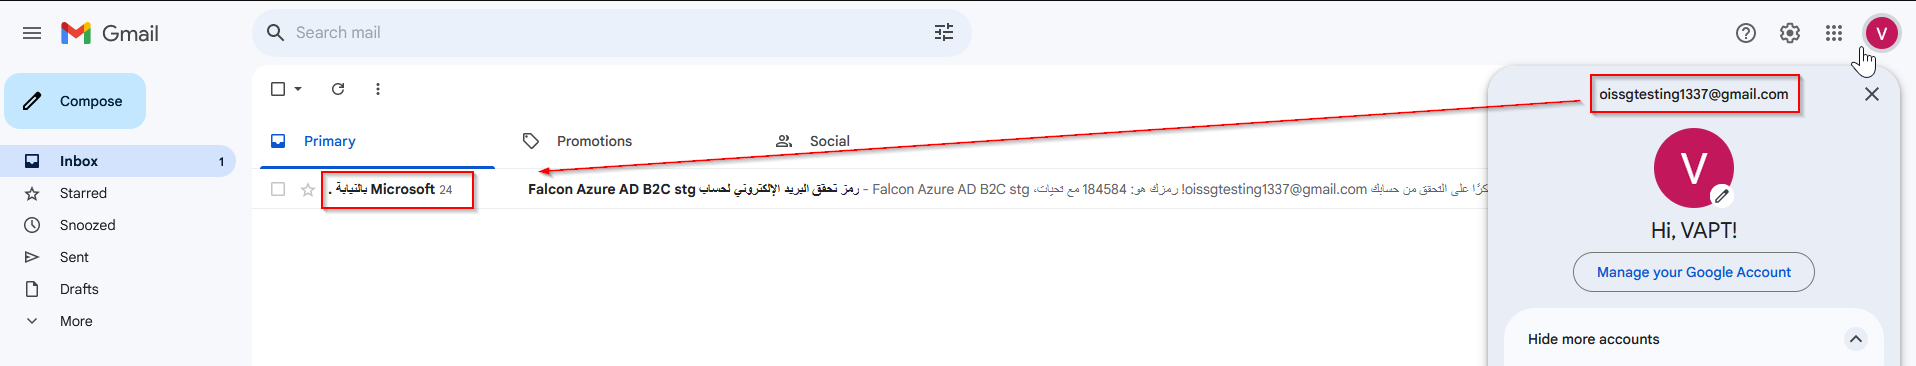 Gmail
Search mail
V
Compose
oissgtesting1337@gmail.com
Primary
Promotions
Social
Inbox
1
Microsoft بالنيابة . 24
رمز تحقق البريد الإلكتروني لحساب Falcon Azure AD B2C stg - كرًا على التحقق من حسابك oissgtesting1337@gmail.com! رمزك هو: 184584 مع تحيات، Falcon Azure AD B2C stg
Starred
Snoozed
Sent
Drafts
More
V
Hi, VAPT!
Manage your Google Account
Hide more accounts